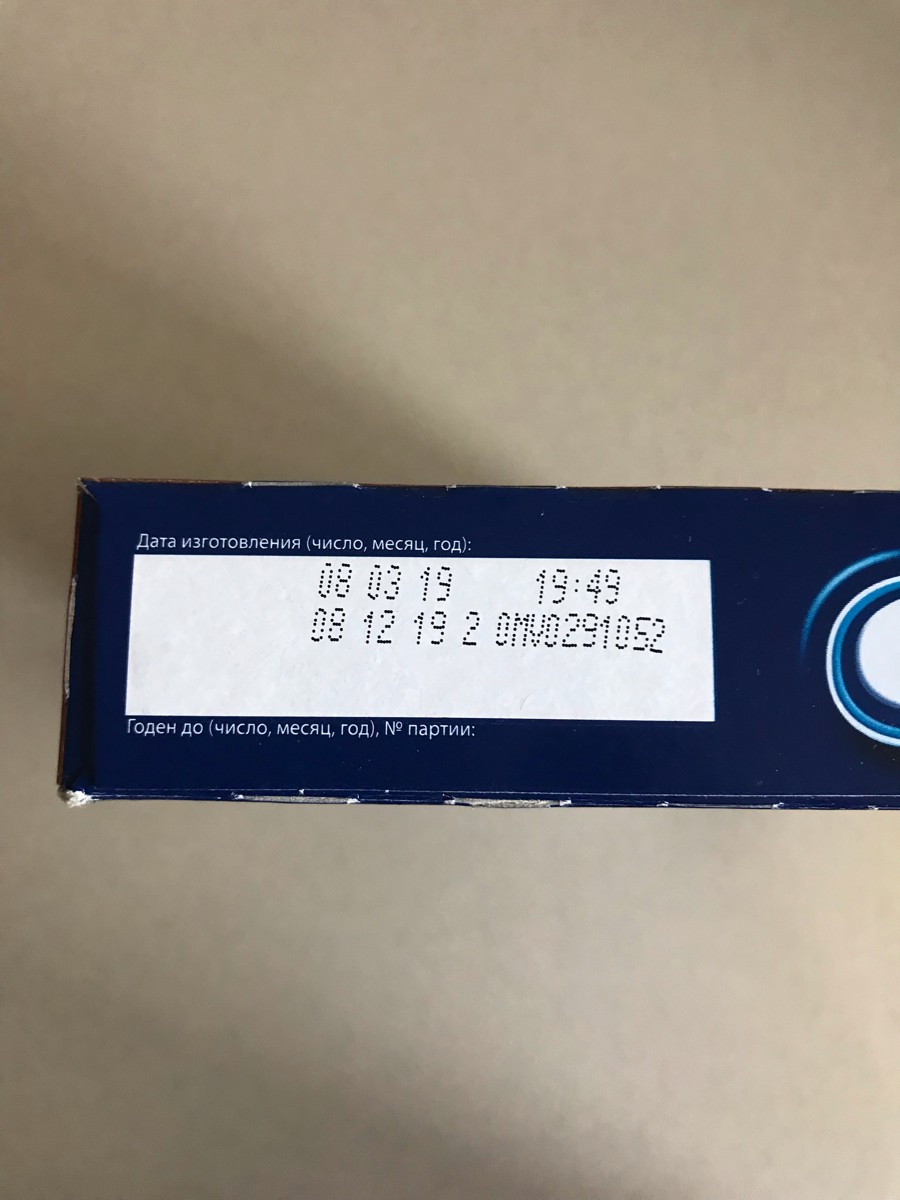 Дата изготовления (число, месяц, год):
08 03 19 19:49
08 12 19 2 0MW0291052
Годен до (число, месяц, год), № партии: